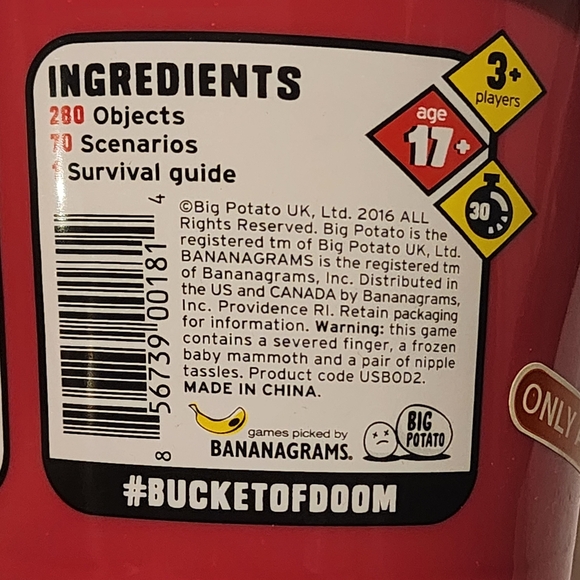 INGREDIENTS
280 Objects
70 Scenarios
Survival guide
3+
players
age
17+
30
©Big Potato UK, Ltd. 2016 ALL
Rights Reserved. Big Potato is the
registered tm of Big Potato UK, Ltd.
BANANAGRAMS is the registered tm
of Bananagrams, Inc. Distributed in
the US and CANADA by Bananagrams,
Inc. Providence RI. Retain packaging
for information. Warning: this game
contains a severed finger, a frozen
baby mammoth and a pair of nipple
tassles. Product code USBOD2.
MADE IN CHINA.
8 56739 00181 4
games picked by
BANANAGRAMS.
BIG
POTATO
#BUCKETOFDOOM
ONLY